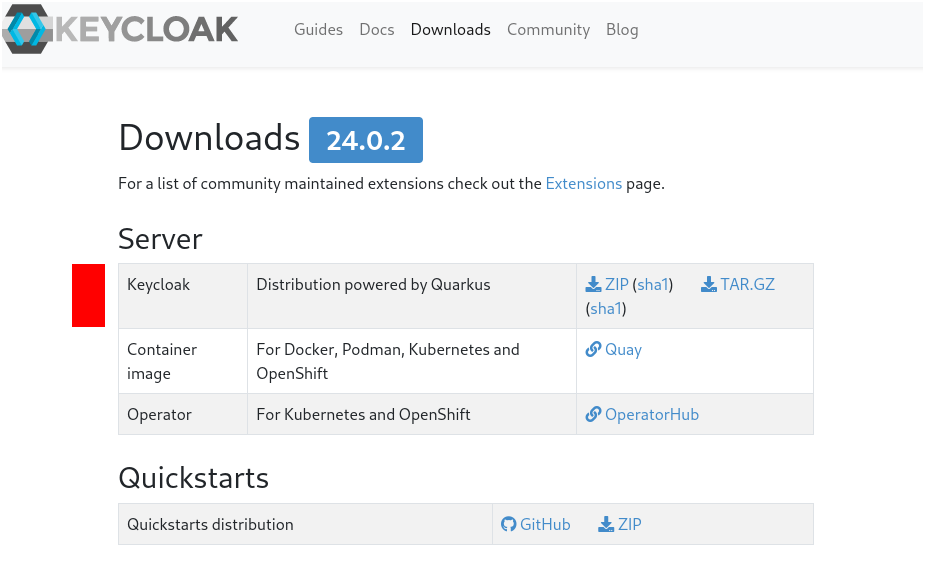 KEYCLOAK Guides Docs Downloads Community Blog
Downloads 24.0.2
For a list of community maintained extensions check out the Extensions page.
Server
Keycloak Distribution powered by Quarkus ZIP (sha1) TAR.GZ
(sha1)
Container For Docker, Podman, Kubernetes and Quay
image OpenShift
Operator For Kubernetes and OpenShift OperatorHub
Quickstarts
Quickstarts distribution GitHub ZIP